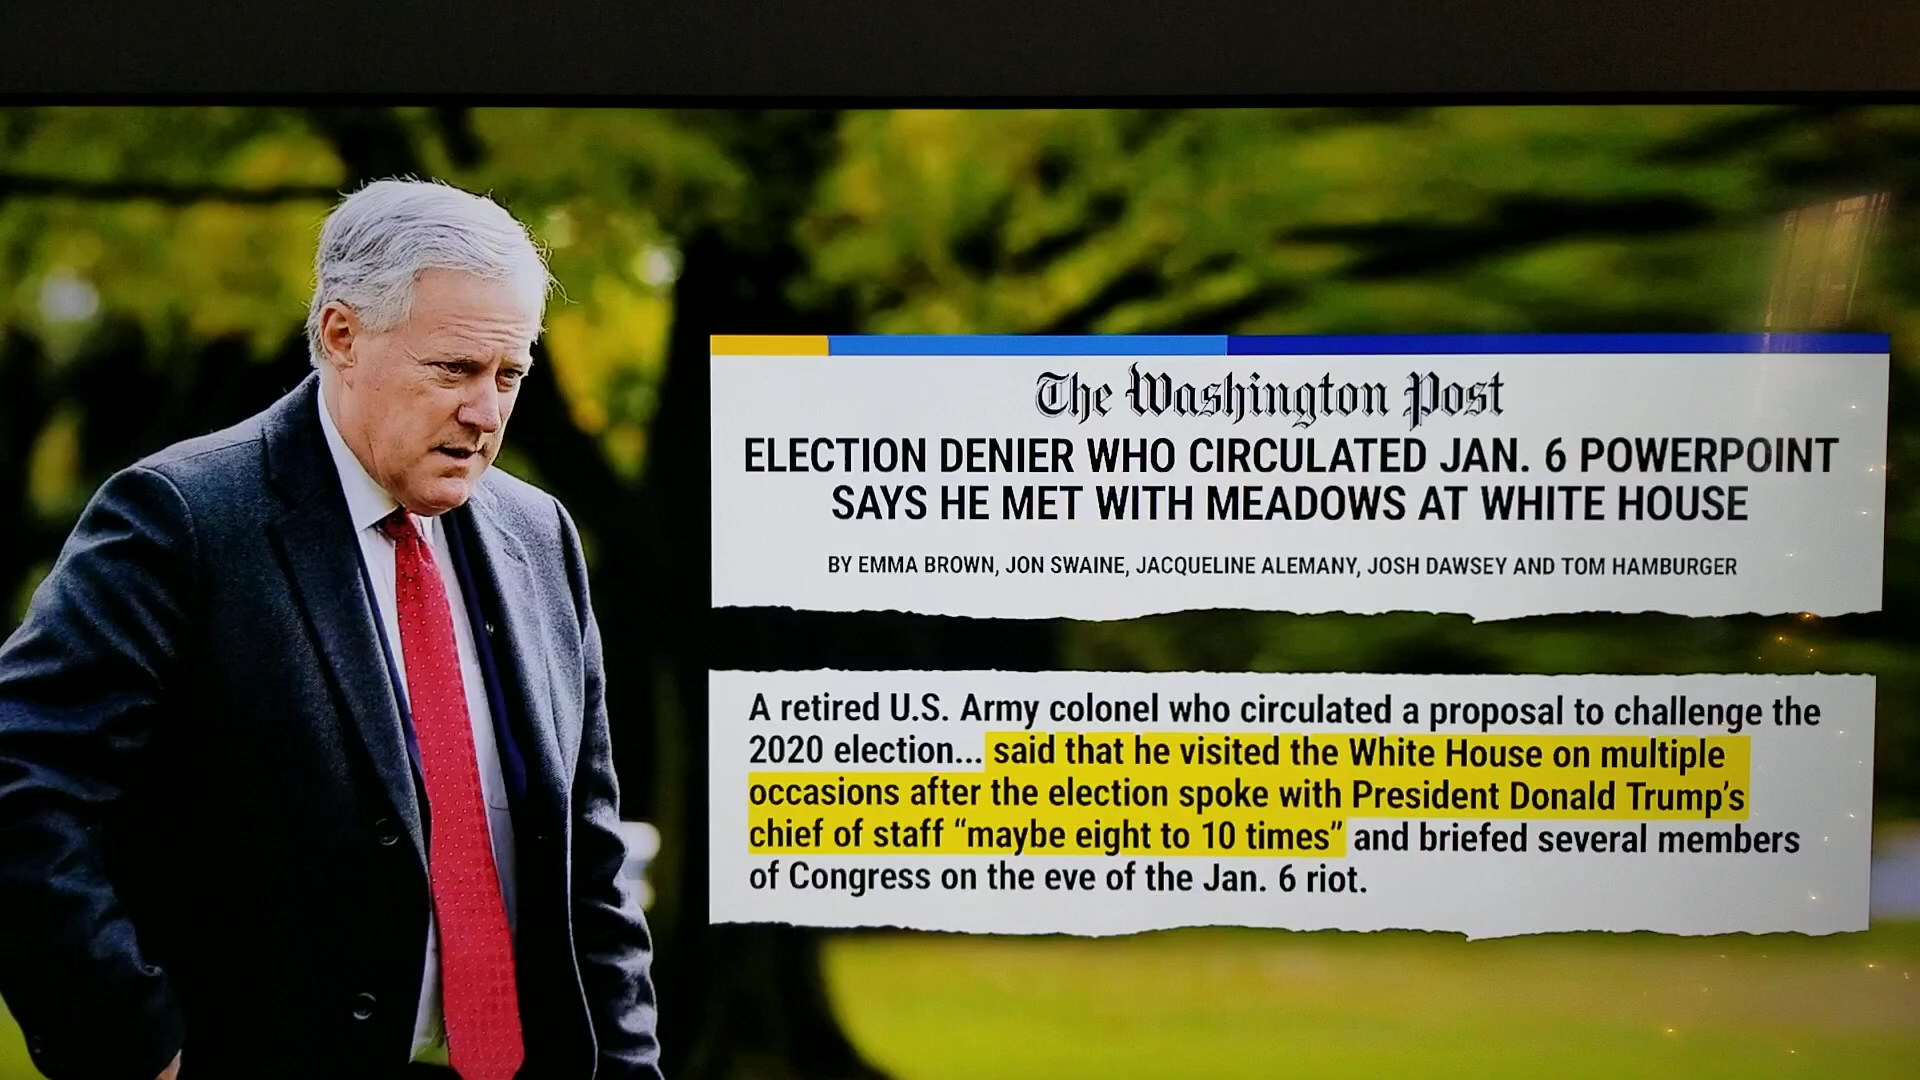 The Washington Post
ELECTION DENIER WHO CIRCULATED JAN. 6 POWERPOINT
SAYS HE MET WITH MEADOWS AT WHITE HOUSE
BY EMMA BROWN, JON SWAINE, JACQUELINE ALEMANY, JOSH DAWSEY AND TOM HAMBURGER
A retired U.S. Army colonel who circulated a proposal to challenge the
2020 election... said that he visited the White House on multiple
occasions after the election spoke with President Donald Trump's
chief of staff “maybe eight to 10 times” and briefed several members
of Congress on the eve of the Jan. 6 riot.